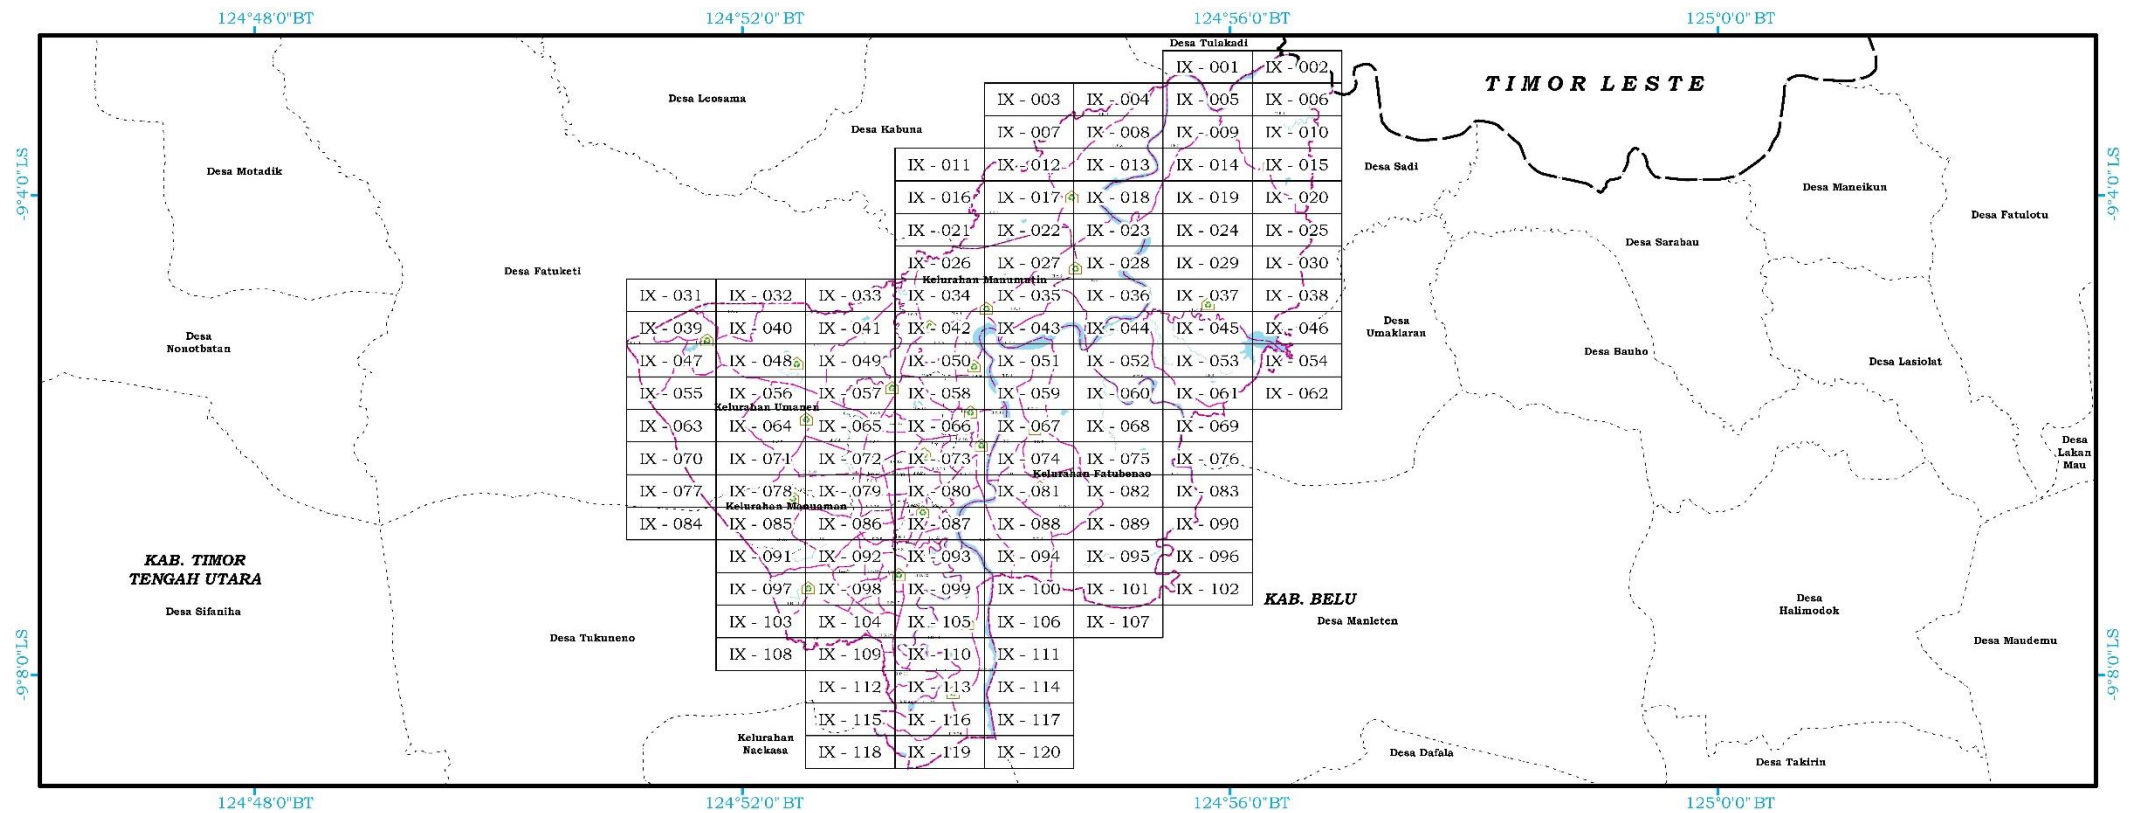 124°48'0"BT
124°52'0"BT
124°56'0"BT
125°0'0"BT
Desa Tulakadi
IX - 001
IX - 002
TIMOR LESTE
Desa Leosama
IX - 003
IX - 004
IX - 005
IX - 006
Desa Kabuna
IX - 007
IX - 008
IX - 009
IX - 010
-9°4'0"LS
Desa Motadik
IX - 011
IX - 012
IX - 013
IX - 014
IX - 015
Desa Sadi
Desa Maneikun
-9°4'0"LS
IX - 016
IX - 017
IX - 018
IX - 019
IX - 020
Desa Fatulotu
IX - 021
IX - 022
IX - 023
IX - 024
IX - 025
Desa Sarabau
Desa Fatuketi
IX - 026
IX - 027
IX - 028
IX - 029
IX - 030
Kelurahan Manumutin
IX - 031
IX - 032
IX - 033
IX - 034
IX - 035
IX - 036
IX - 037
IX - 038
Desa
Nonotbatan
IX - 039
IX - 040
IX - 041
IX - 042
IX - 043
IX - 044
IX - 045
IX - 046
Desa
Umaklaran
IX - 047
IX - 048
IX - 049
IX - 050
IX - 051
IX - 052
IX - 053
IX - 054
Desa Bauho
Desa Lasiolat
IX - 055
IX - 056
IX - 057
IX - 058
IX - 059
IX - 060
IX - 061
IX - 062
Kelurahan Umanen
IX - 063
IX - 064
IX - 065
IX - 066
IX - 067
IX - 068
IX - 069
Desa
Lakan
Mau
IX - 070
IX - 071
IX - 072
IX - 073
IX - 074
IX - 075
IX - 076
Kelurahan Fatubenao
IX - 077
IX - 078
IX - 079
IX - 080
IX - 081
IX - 082
IX - 083
Kelurahan Manuaman
IX - 084
IX - 085
IX - 086
IX - 087
IX - 088
IX - 089
IX - 090
KAB. TIMOR
TENGAH UTARA
IX - 091
IX - 092
IX - 093
IX - 094
IX - 095
IX - 096
IX - 097
IX - 098
IX - 099
IX - 100
IX - 101
IX - 102
KAB. BELU
Desa Sifaniha
Desa
Halimodok
IX - 103
IX - 104
IX - 105
IX - 106
IX - 107
Desa Manleten
Desa Tukuneno
Desa Maudemu
IX - 108
IX - 109
IX - 110
IX - 111
-9°8'0"LS
-9°8'0"LS
IX - 112
IX - 113
IX - 114
IX - 115
IX - 116
IX - 117
Kelurahan
Naekasa
IX - 118
IX - 119
IX - 120
Desa Dafala
Desa Takirin
124°48'0"BT
124°52'0"BT
124°56'0"BT
125°0'0"BT